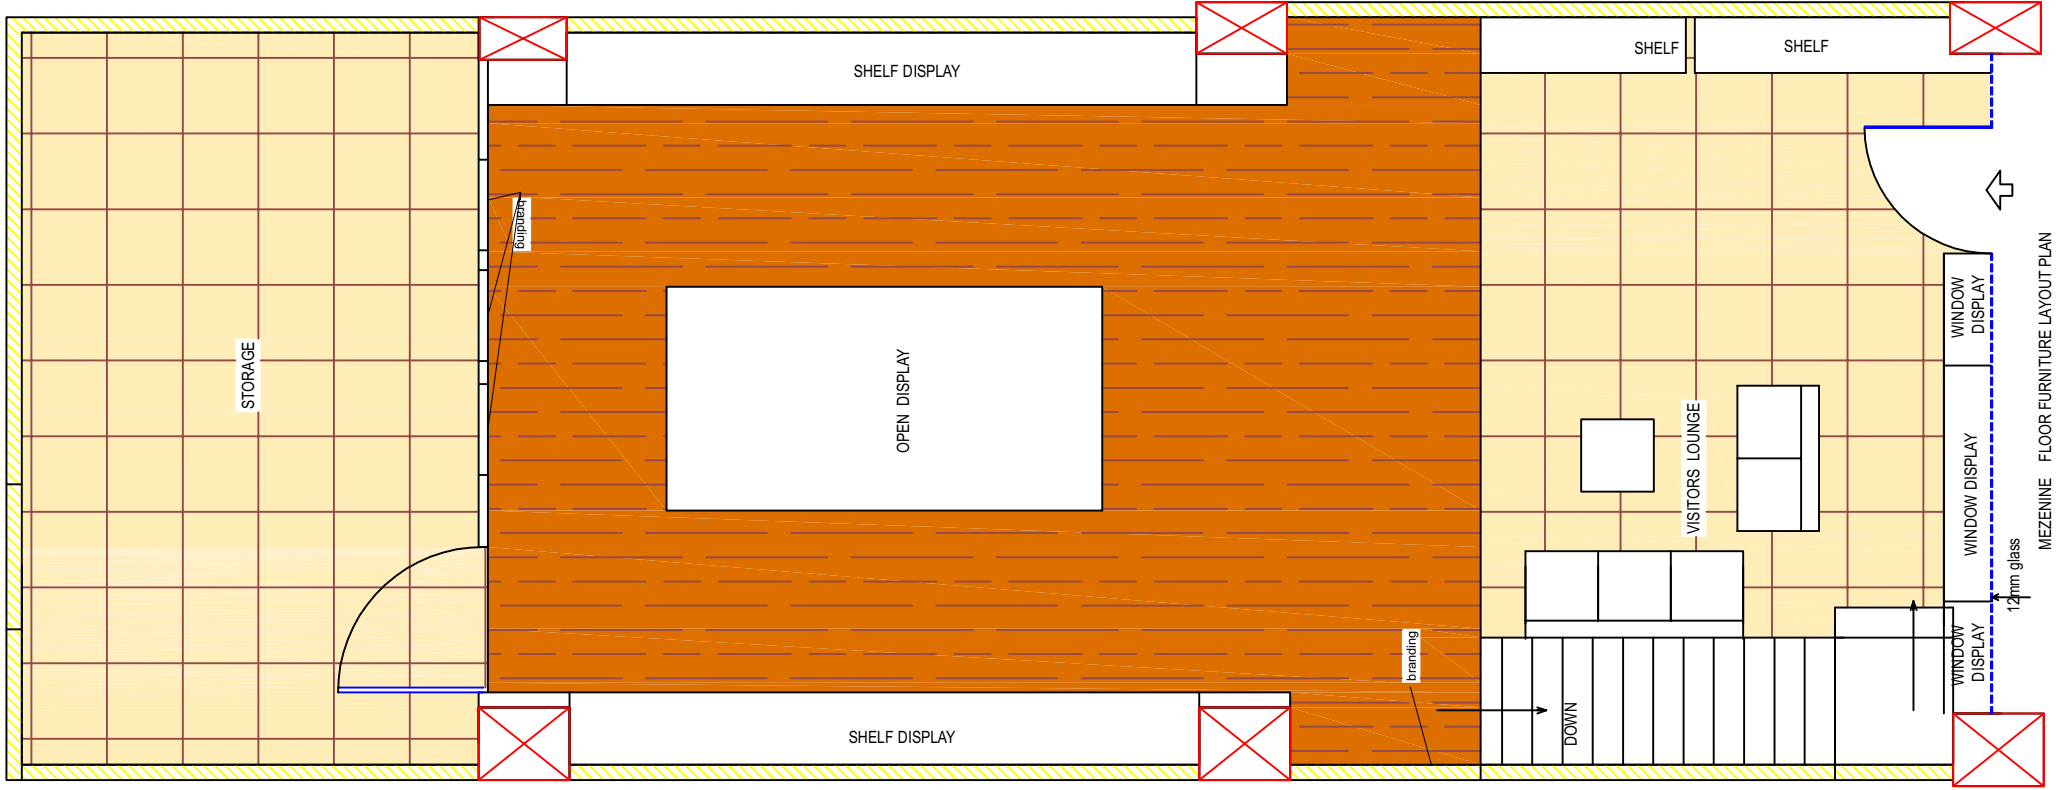 SHELF DISPLAY
SHELF
SHELF
branding
STORAGE
OPEN DISPLAY
VISITORS LOUNGE
WINDOW
DISPLAY
WINDOW DISPLAY
WINDOW
DISPLAY
12mm glass
MEZENINE FLOOR FURNITURE LAYOUT PLAN
branding
DOWN
SHELF DISPLAY